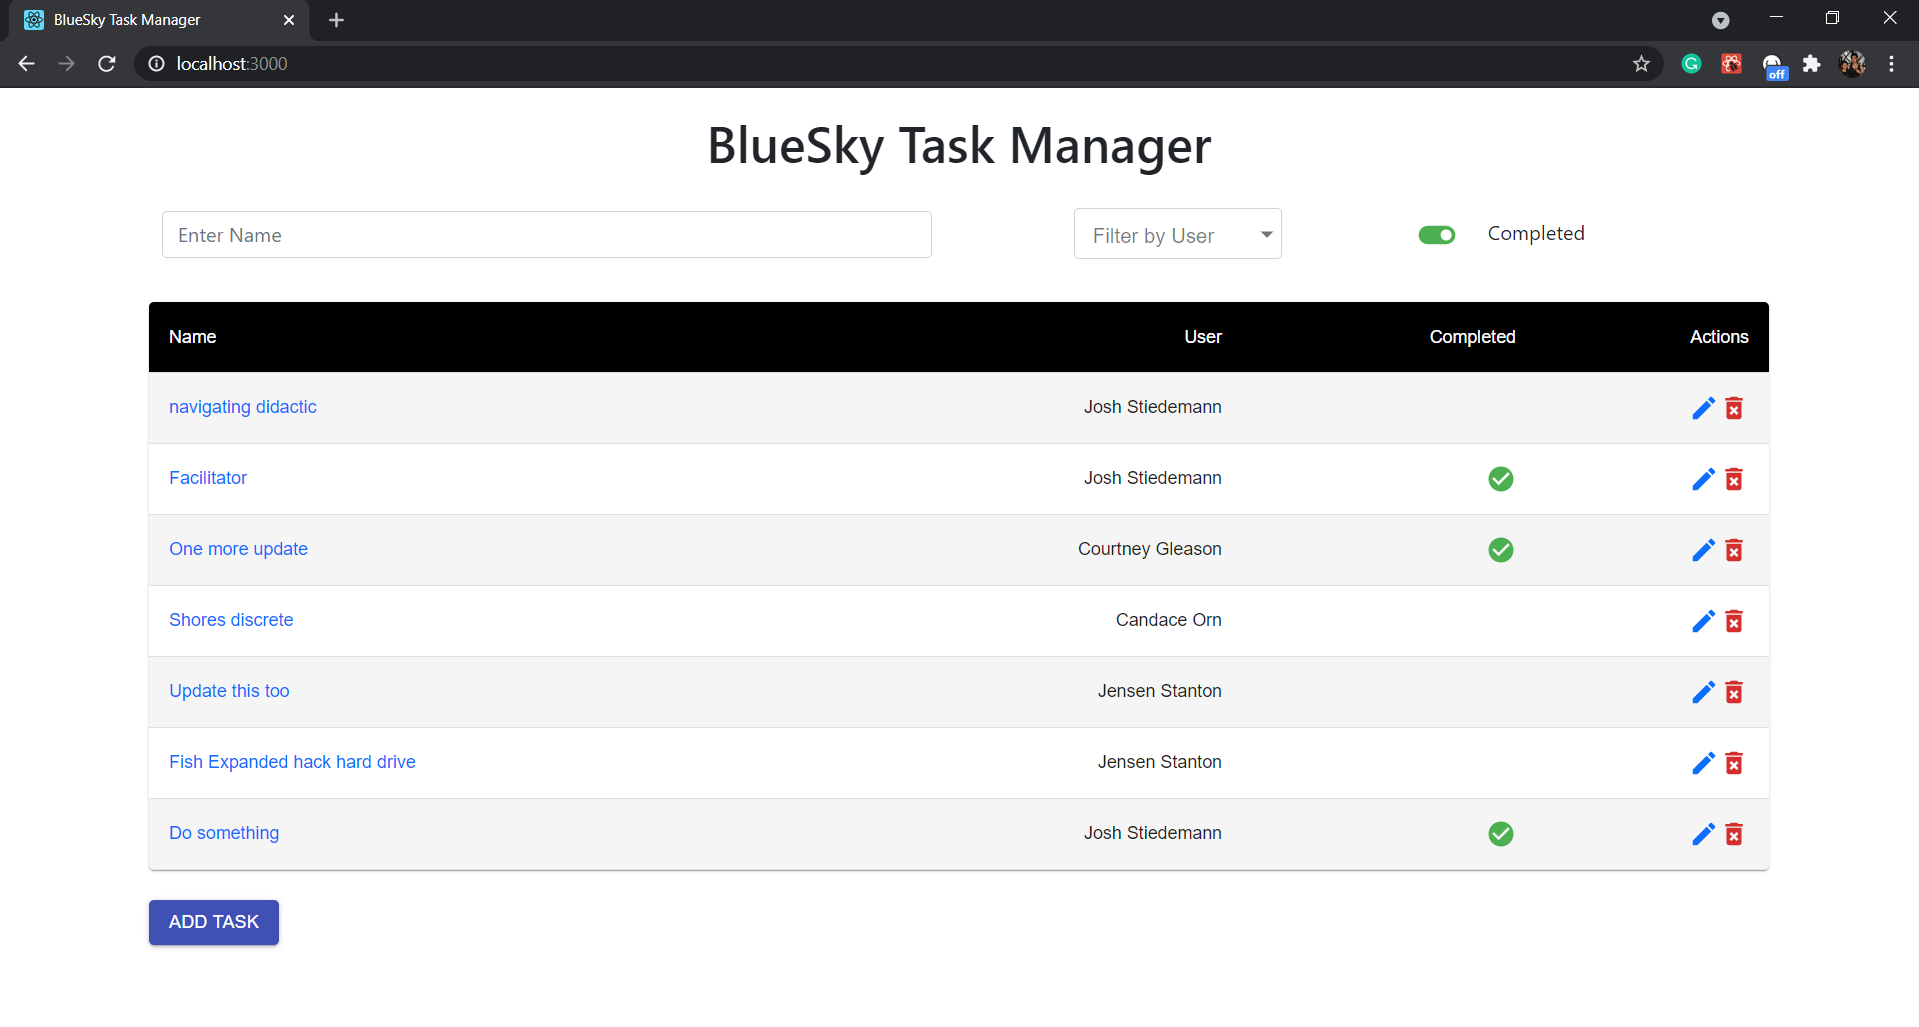 BlueSky Task Manager
localhost:3000
off
BlueSky Task Manager
Enter Name
Filter by User
Completed
Name User Completed Actions
navigating didactic Josh Stiedemann
Facilitator Josh Stiedemann
One more update Courtney Gleason
Shores discrete Candace Orn
Update this too Jensen Stanton
Fish Expanded hack hard drive Jensen Stanton
Do something Josh Stiedemann
ADD TASK